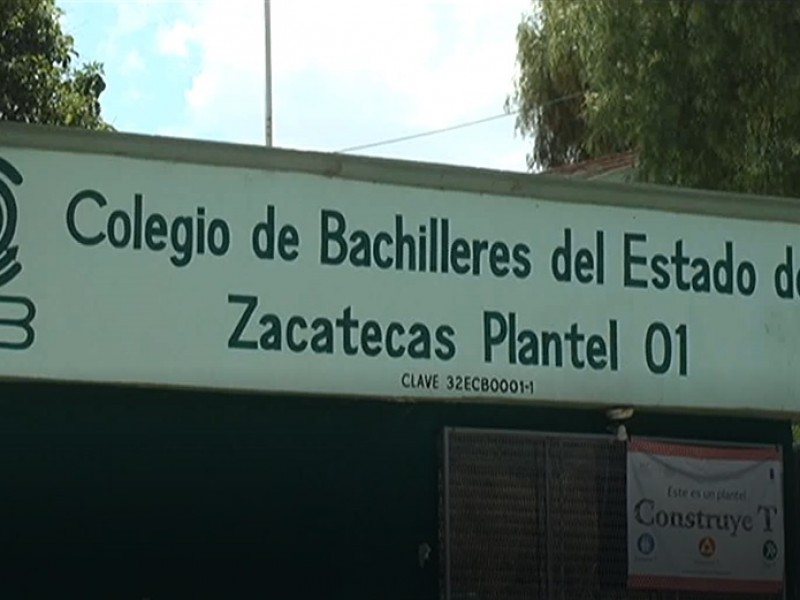 Colegio de Bachilleres del Estado de
Zacatecas Plantel 01
CLAVE 32ECB0001-1
B
Este es un plantel
Construye T